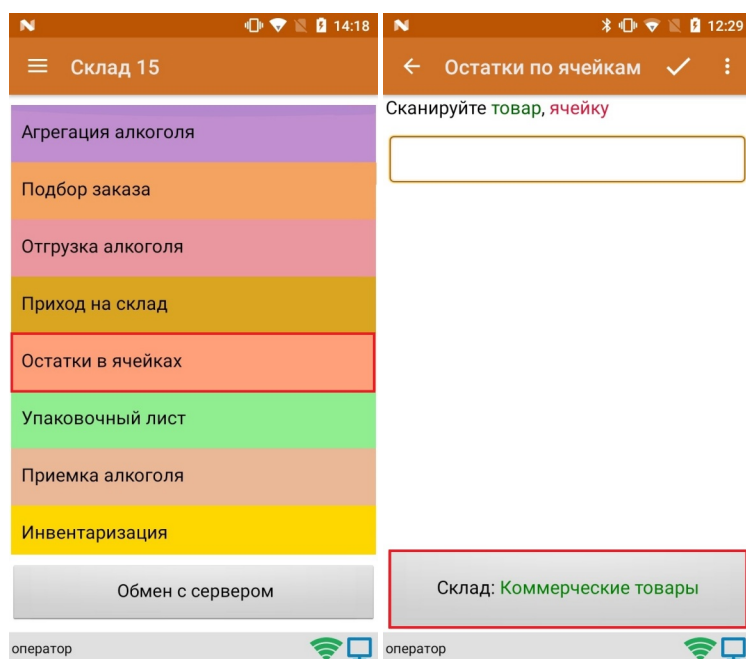 14:18
Склад 15
Агрегация алкоголя
Подбор заказа
Отгрузка алкоголя
Приход на склад
Остатки в ячейках
Упаковочный лист
Приемка алкоголя
Инвентаризация
Обмен с сервером
оператор
12:29
Остатки по ячейкам
Сканируйте товар, ячейку
Склад: Коммерческие товары
оператор